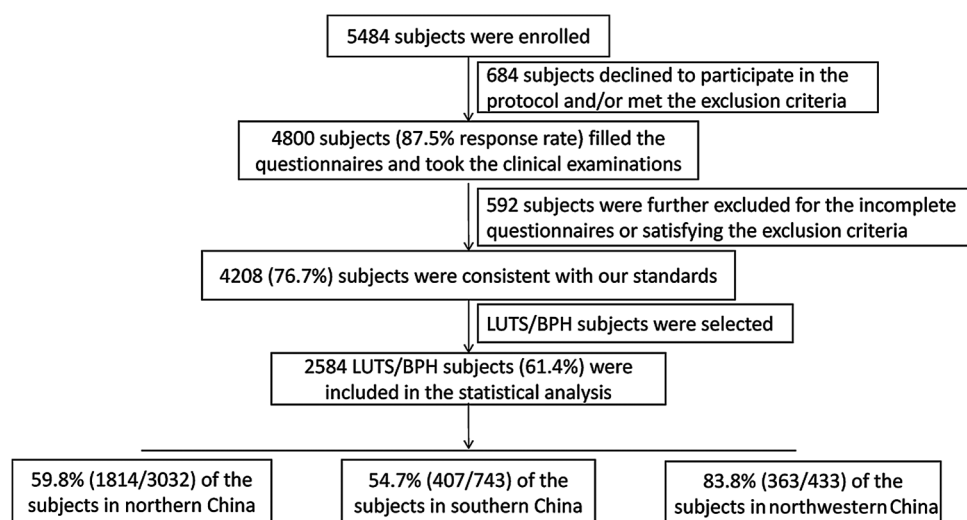 5484 subjects were enrolled
684 subjects declined to participate in the
protocol and/or met the exclusion criteria
4800 subjects (87.5% response rate) filled the
questionnaires and took the clinical examinations
592 subjects were further excluded for the incomplete
questionnaires or satisfying the exclusion criteria
4208 (76.7%) subjects were consistent with our standards
LUTS/BPH subjects were selected
2584 LUTS/BPH subjects (61.4%) were
included in the statistical analysis
59.8% (1814/3032) of the
subjects in northern China
54.7% (407/743) of the
subjects in southern China
83.8% (363/433) of the
subjects in northwestern China